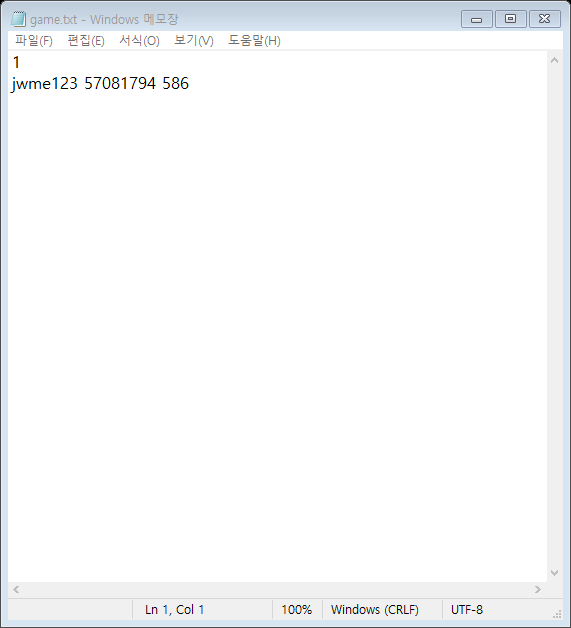 game.txt - Windows 메모장
파일(F) 편집(E) 서식(O) 보기(V) 도움말(H)
1
jwme123 57081794 586
Ln 1, Col 1 100% Windows (CRLF) UTF-8